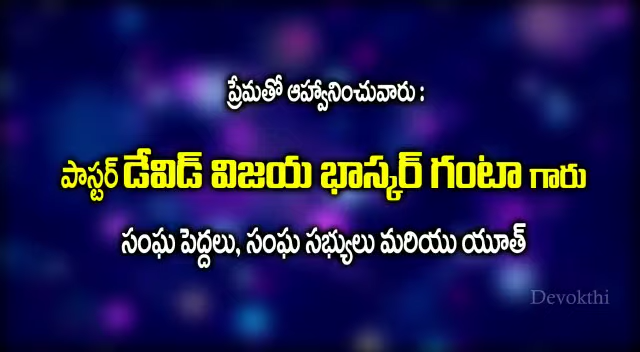 ప్రేమతో ఆహ్వానించువారు :
పాస్టర్ డేవిడ్ విజయ భాస్కర్ గంటా గారు
సంఘ పెద్దలు, సంఘ సభ్యులు మరియు యూత్
Devokthi